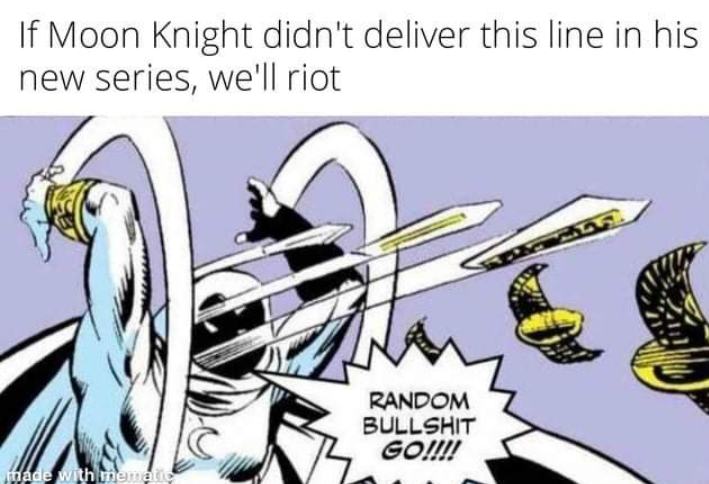 If Moon Knight didn't deliver this line in his
new series, we'll riot
RANDOM
BULLSHIT
GO!!!!
made with mematic